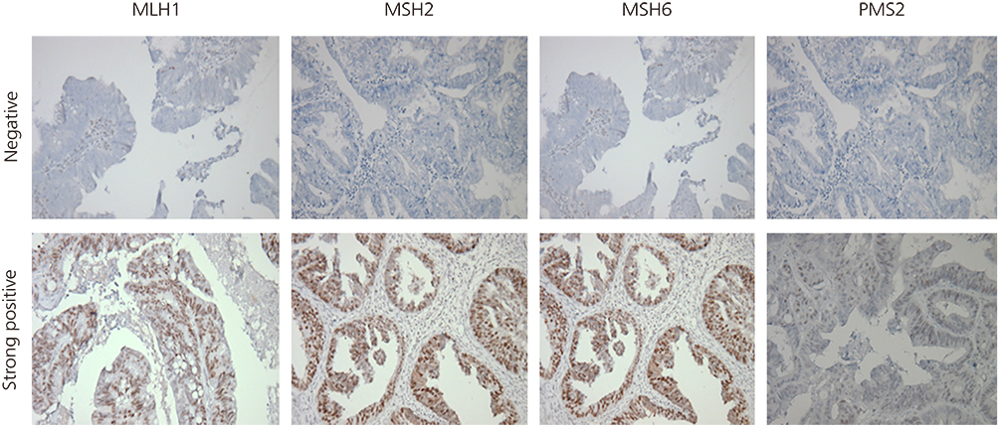 MLH1
MSH2
MSH6
PMS2
Negative
Strong positive